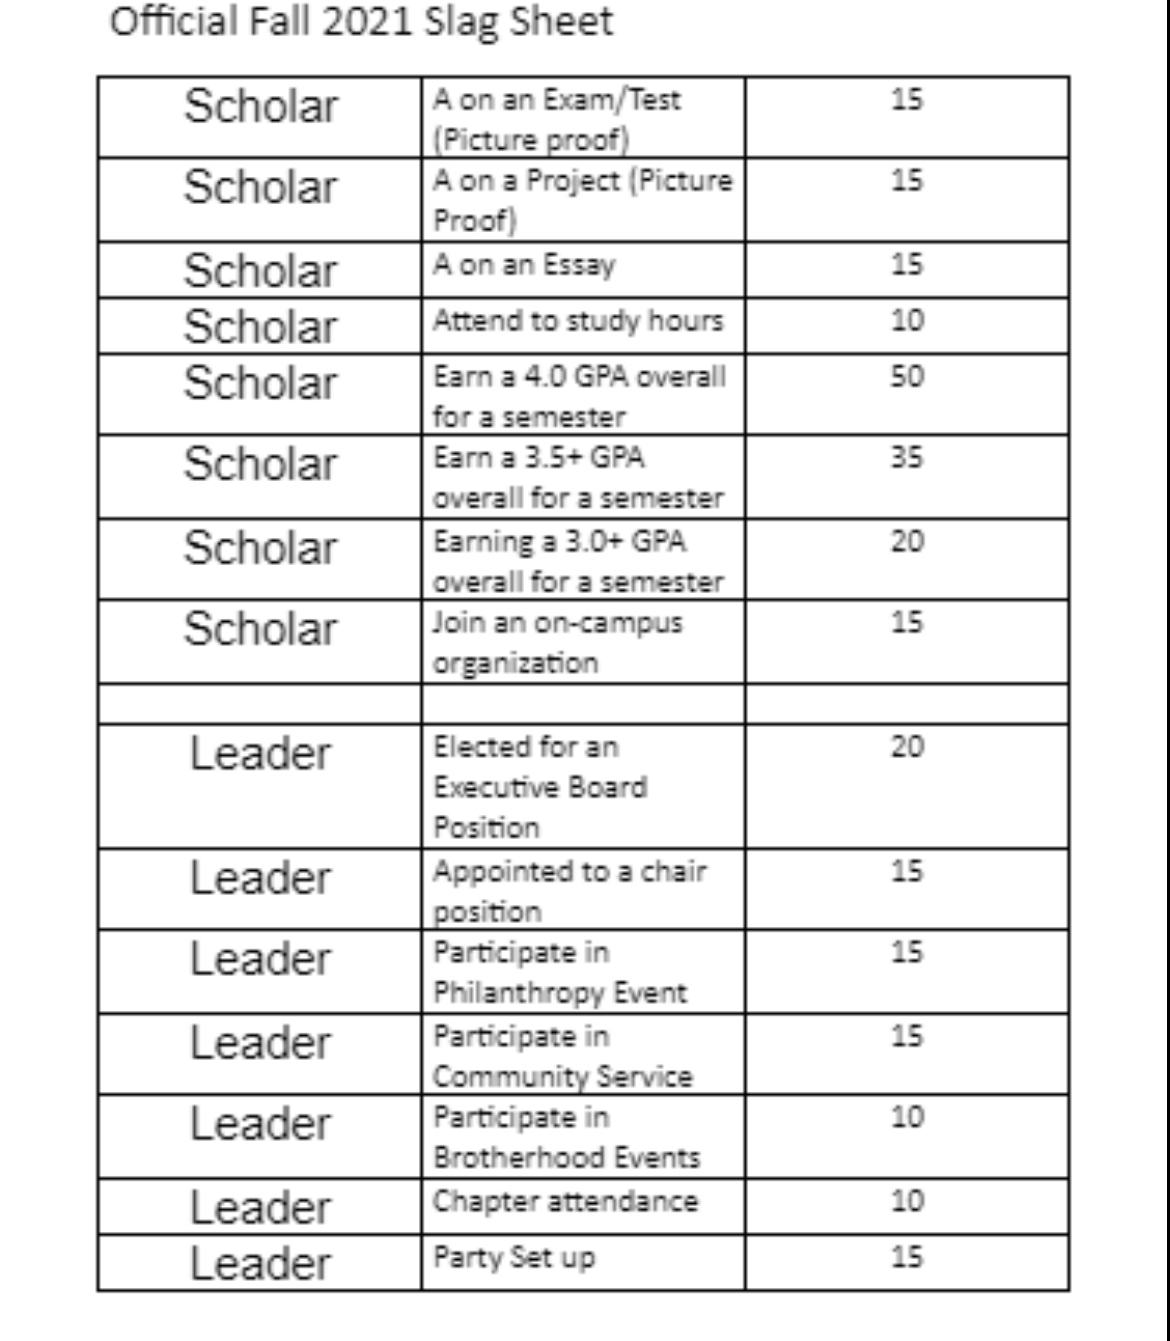 Official Fall 2021 Slag Sheet
Scholar A on an Exam/Test 15
(Picture proof)
Scholar A on a Project (Picture 15
Proof)
Scholar A on an Essay 15
Scholar Attend to study hours 10
Scholar Earn a 4.0 GPA overall 50
for a semester
Scholar Earn a 3.5+ GPA 35
overall for a semester
Scholar Earning a 3.0+ GPA 20
overall for a semester
Scholar Join an on-campus 15
organization
Leader Elected for an 20
Executive Board
Position
Leader Appointed to a chair 15
position
Leader Participate in 15
Philanthropy Event
Leader Participate in 15
Community Service
Leader Participate in 10
Brotherhood Events
Leader Chapter attendance 10
Leader Party Set up 15